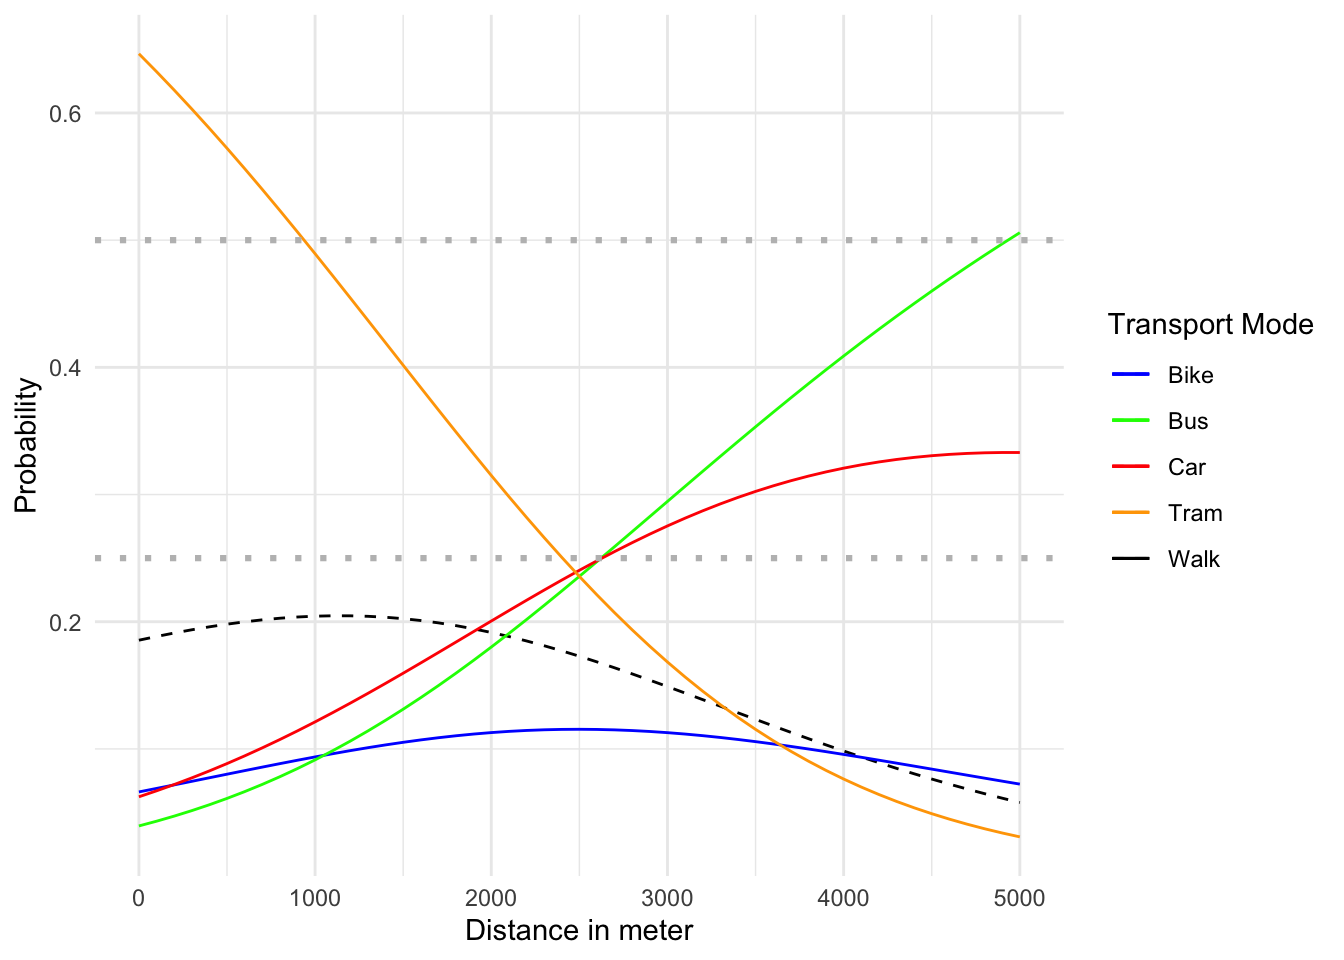 Probability
0.6
0.4
0.2
0 1000 2000 3000 4000 5000
Distance in meter
Transport Mode
Bike
Bus
Car
Tram
Walk